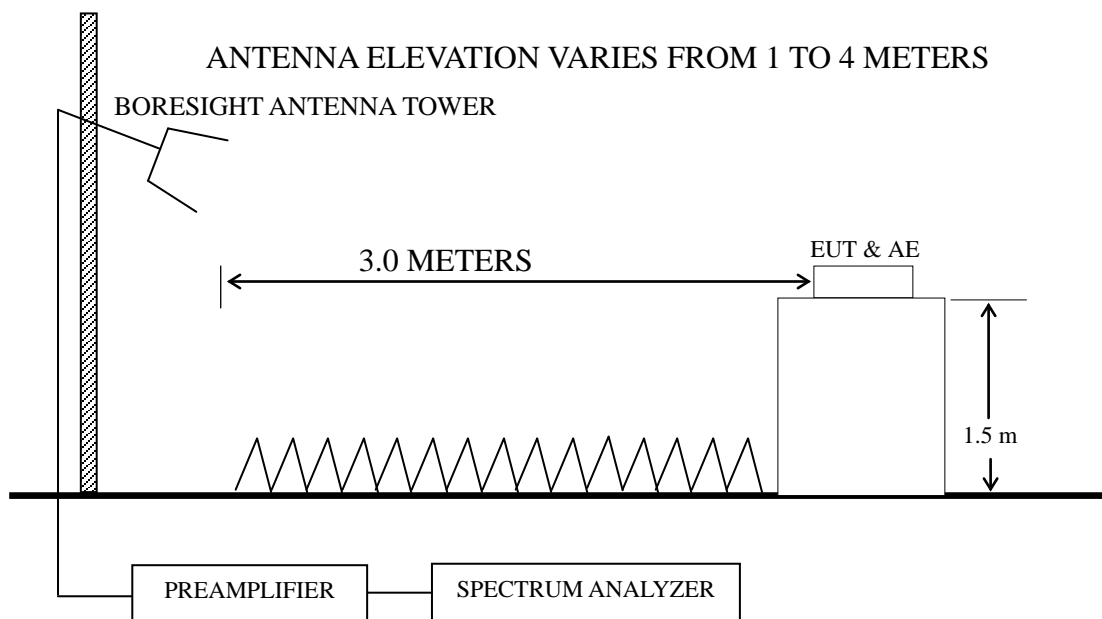 ANTENNA ELEVATION VARIES FROM 1 TO 4 METERS
BORESIGHT ANTENNA TOWER
EUT & AE
3.0 METERS
1.5 m
PREAMPLIFIER
SPECTRUM ANALYZER